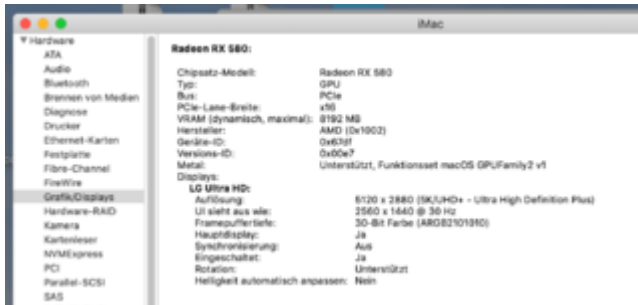 iMac
Hardware
ATA
Audio
Bluetooth
Brennen von Medien
Diagnose
Drucker
Ethernet-Karten
Festplatte
Fibre-Channel
FireWire
Grafik/Displays
Hardware-RAID
Kamera
Kartenleser
NVMExpress
PCI
Parallel-SCSI
SAS
Radeon RX 580:
Chipsatz-Modell: Radeon RX 580
Typ: GPU
Bus: PCIe
PCIe-Lane-Breite: x16
VRAM (dynamisch, maximal): 8192 MB
Hersteller: AMD (0x1002)
Geräte-ID: 0x67df
Versions-ID: 0x00e7
Metal: Unterstützt, Funktionsset macOS GPUFamily2 v1
Displays:
LG Ultra HD:
Auflösung: 5120 x 2880 (5K/UHD+ - Ultra High Definition Plus)
UI sieht aus wie: 2560 x 1440 @ 30 Hz
Framepuffertiefe: 30-Bit Farbe (ARGB2101010)
Hauptdisplay: Ja
Synchronisierung: Aus
Eingeschaltet: Ja
Rotation: Unterstützt
Helligkeit automatisch anpassen: Nein